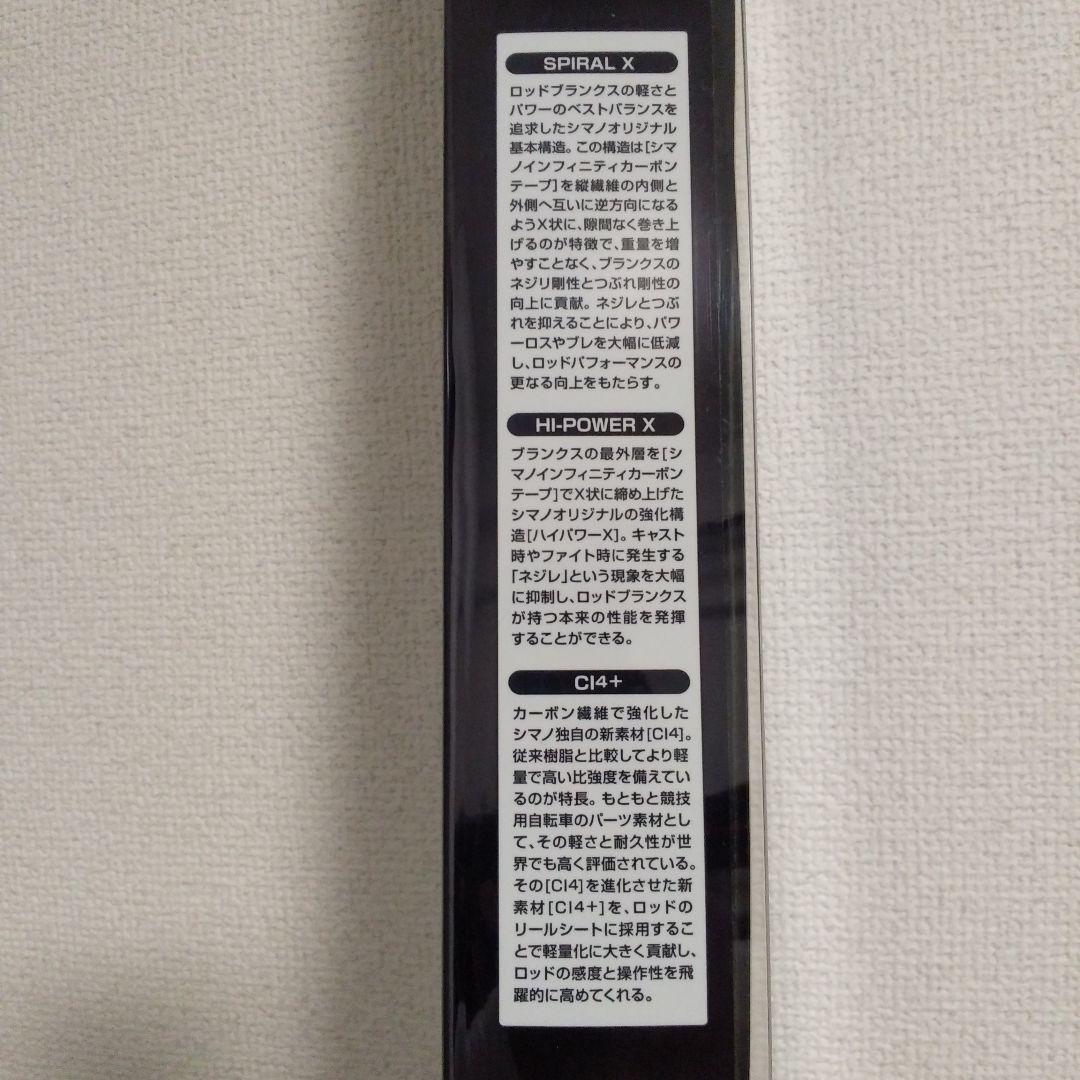 SPIRAL X
ロッドブランクスの軽さと
パワーのベストバランスを
追求したシマノオリジナル
基本構造。この構造は[シマ
ノインフィニティカーボン
テープ]を縦繊維の内側と
外側へ互いに逆方向になる
ようX状に、隙間なく巻き上
げるのが特徴で、重量を増
やすことなく、ブランクスの
ネジリ剛性とつぶれ剛性の
向上に貢献。ネジレとつぶ
れを抑えることにより、パワ
ーロスやブレを大幅に低減
し、ロッドパフォーマンスの
更なる向上をもたらす。
HI-POWER X
ブランクスの最外層を[シ
マノインフィニティカーボン
テープ]でX状に締め上げた
シマノオリジナルの強化構
造[ハイパワーX]。キャスト
時やファイト時に発生する
「ネジレ」という現象を大幅
に抑制し、ロッドブランクス
が持つ本来の性能を発揮
することができる。
CI4+
カーボン繊維で強化した
シマノ独自の新素材[CI4]。
従来樹脂と比較してより軽
量で高い比強度を備えてい
るのが特長。もともと競技
用自転車のパーツ素材とし
て、その軽さと耐久性が世
界でも高く評価されている。
その[CI4]を進化させた新
素材[CI4+]を、ロッドの
リールシートに採用するこ
とで軽量化に大きく貢献し、
ロッドの感度と操作性を飛
躍的に高めてくれる。